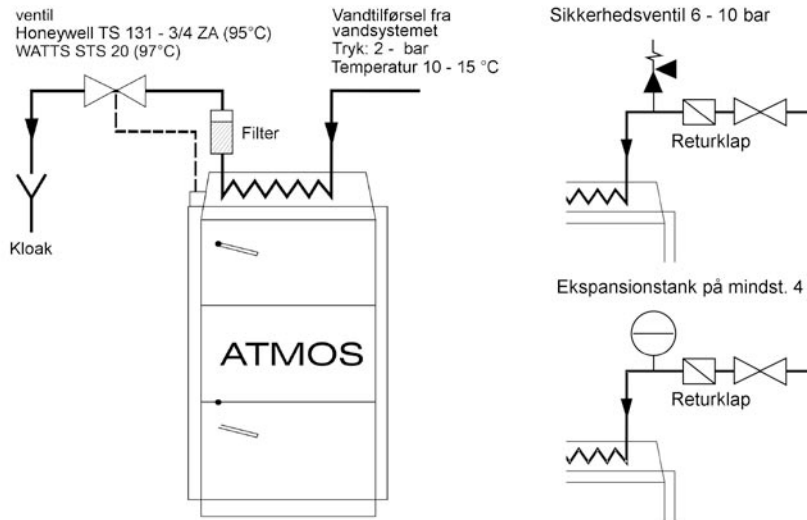 ventil
Honeywell TS 131 - 3/4 ZA (95°C)
WATTS STS 20 (97°C)
Vandtilførsel fra
vandsystemet
Tryk: 2 - bar
Temperatur 10 - 15 °C
Filter
Kloak
ATMOS
Sikkerhedsventil 6 - 10 bar
Returklap
Ekspansionstank på mindst. 4
Returklap